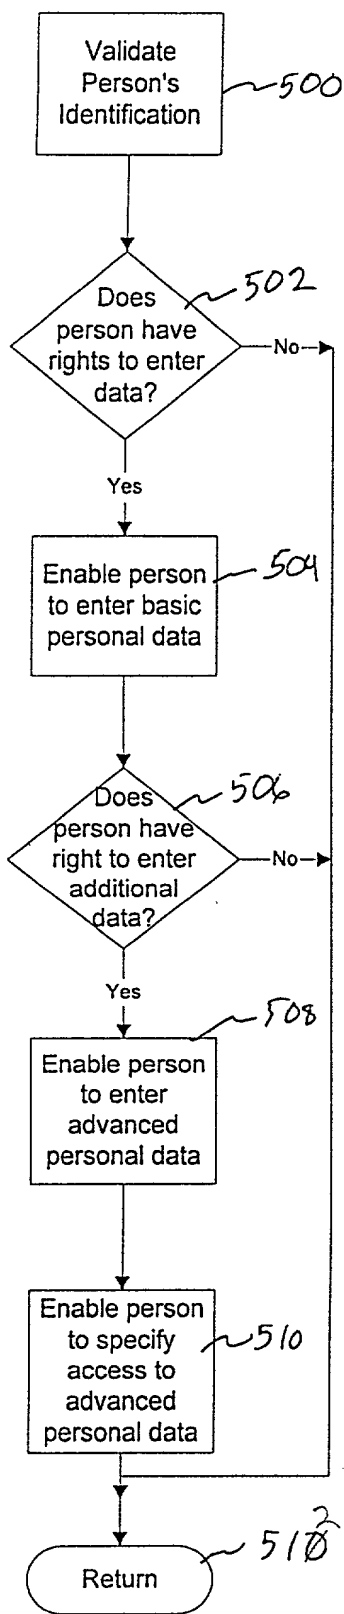 Validate
Person's
Identification
500
Does
person have
rights to enter
data?
502
No
Yes
Enable person
to enter basic
personal data
504
Does
person have
right to enter
additional
data?
506
No
Yes
Enable person
to enter
advanced
personal data
508
Enable person
to specify
access to
advanced
personal data
510
Return
512